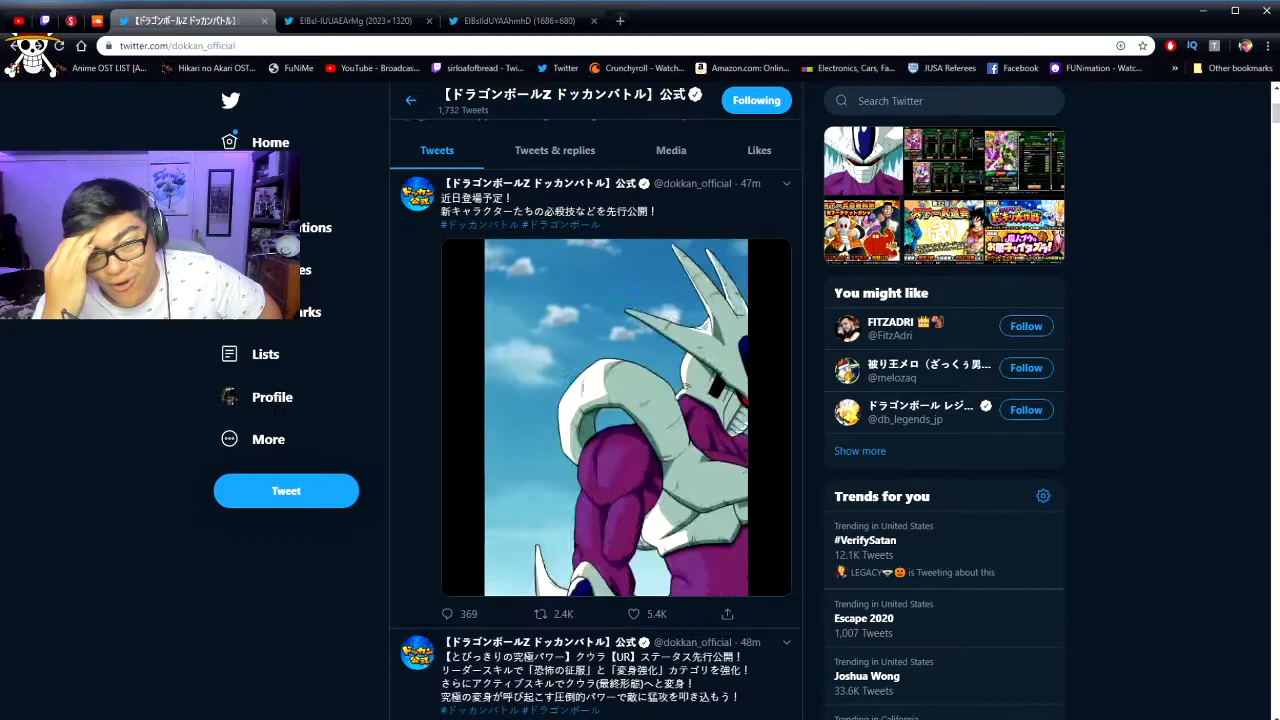 【ドラゴンボールZ ドッカンバトル】
EIBsI-IUUAEArMg (2023×1320)
EIBsIIdUYAAhmhD (1686×680)
twitter.com/dokkan_official
Anime OST LIST [A...
Hikari no Akari OST...
FuNiMe
YouTube - Broadcas...
sirloafofbread - Twi...
Twitter
Crunchyroll - Watch...
Amazon.com: Onlin...
Electronics, Cars, Fa...
JUSA Referees
Facebook
FUNimation - Watc...
»
Other bookmarks
Home
Lists
Profile
More
Tweet
【ドラゴンボールZ ドッカンバトル】公式
1,732 Tweets
Following
Tweets
Tweets & replies
Media
Likes
【ドラゴンボールZ ドッカンバトル】公式 @dokkan_official · 47m
近日登場予定！
新キャラクターたちの必殺技などを先行公開！
#ドッカンバトル #ドラゴンボール
369
2.4K
5.4K
【ドラゴンボールZ ドッカンバトル】公式 @dokkan_official · 48m
【とびっきりの究極パワー】クウラ【UR】ステータス先行公開！
リーダースキルで「恐怖の征服」と「変身強化」カテゴリを強化！
さらにアクティブスキルでクウラ(最終形態)へと変身！
究極の変身が呼び起こす圧倒的パワーで敵に猛攻を叩き込もう！
#ドッカンバトル #ドラゴンボール
Search Twitter
You might like
FITZADRI
@FitzAdri
Follow
被り王メロ（ざっくぅ男...
@melozaq
Follow
ドラゴンボール レジ...
@db_legends_jp
Follow
Show more
Trends for you
Trending in United States
#VerifySatan
12.1K Tweets
LEGACY is Tweeting about this
Trending in United States
Escape 2020
1,007 Tweets
Trending in United States
Joshua Wong
33.6K Tweets
Trending in California